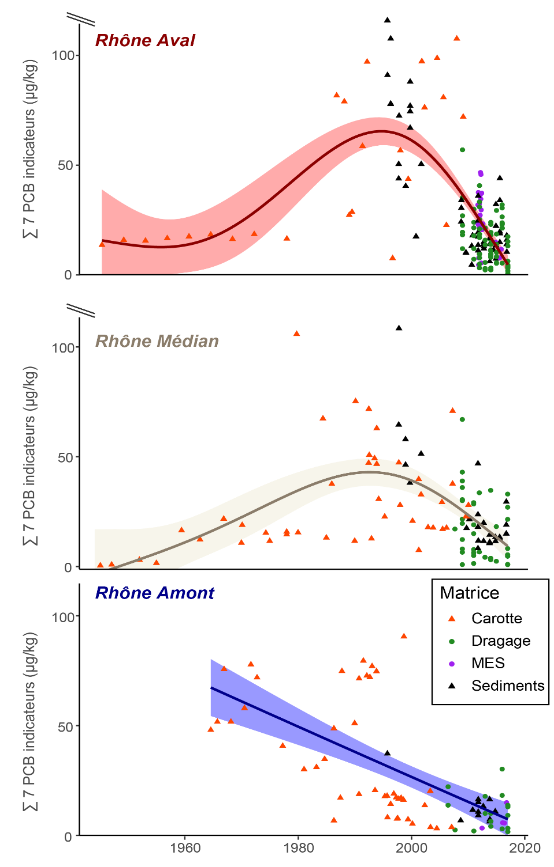 Rhône Aval
100
50
0
∑ 7 PCB indicateurs (µg/kg)
Rhône Médian
100
50
0
∑ 7 PCB indicateurs (µg/kg)
Rhône Amont
100
50
0
∑ 7 PCB indicateurs (µg/kg)
Matrice
Carotte
Dragage
MES
Sediments
1960 1980 2000 2020